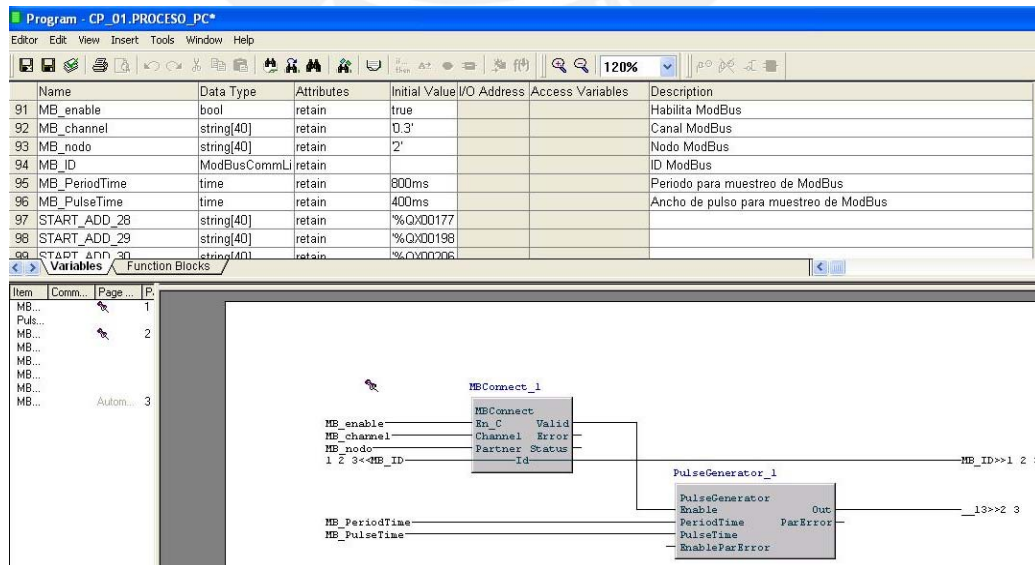 Program - CP_01.PROCESO_PC*
Editor Edit View Insert Tools Window Help
120%
Name Data Type Attributes Initial Value I/O Address Access Variables Description
91 MB_enable bool retain true Habilita ModBus
92 MB_channel string[40] retain '0.3' Canal ModBus
93 MB_nodo string[40] retain '2' Nodo ModBus
94 MB_ID ModBusCommLi retain ID ModBus
95 MB_PeriodTime time retain 800ms Periodo para muestreo de ModBus
96 MB_PulseTime time retain 400ms Ancho de pulso para muestreo de ModBus
97 START_ADD_28 string[40] retain '%QX00177
98 START_ADD_29 string[40] retain '%QX00198
99 START_ADD_30 string[40] retain '%QX00206
Variables Function Blocks
Item Comm... Page ... P
MB... 1
Puls...
MB... 2
MB...
MB...
MB...
MB...
MB... Autom... 3
MBConnect_1
MBConnect
MB_enable En_C Valid
MB_channel Channel Error
MB_nodo Partner Status
1 2 3<<MB_ID Id MB_ID>>1 2
PulseGenerator_1
PulseGenerator
Enable Out __13>>2 3
MB_PeriodTime PeriodTime ParError
MB_PulseTime PulseTime
EnableParError